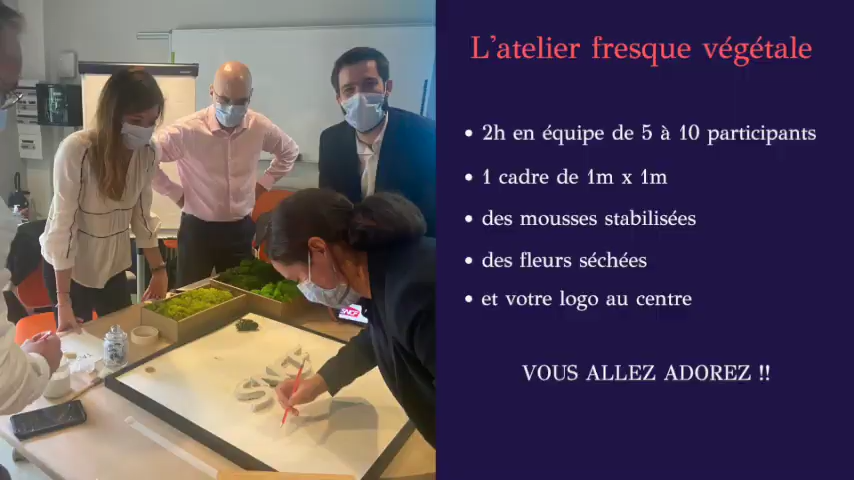 L'atelier fresque végétale
• 2h en équipe de 5 à 10 participants
• 1 cadre de 1m x 1m
• des mousses stabilisées
• des fleurs séchées
• et votre logo au centre
VOUS ALLEZ ADOREZ !!
SNCF